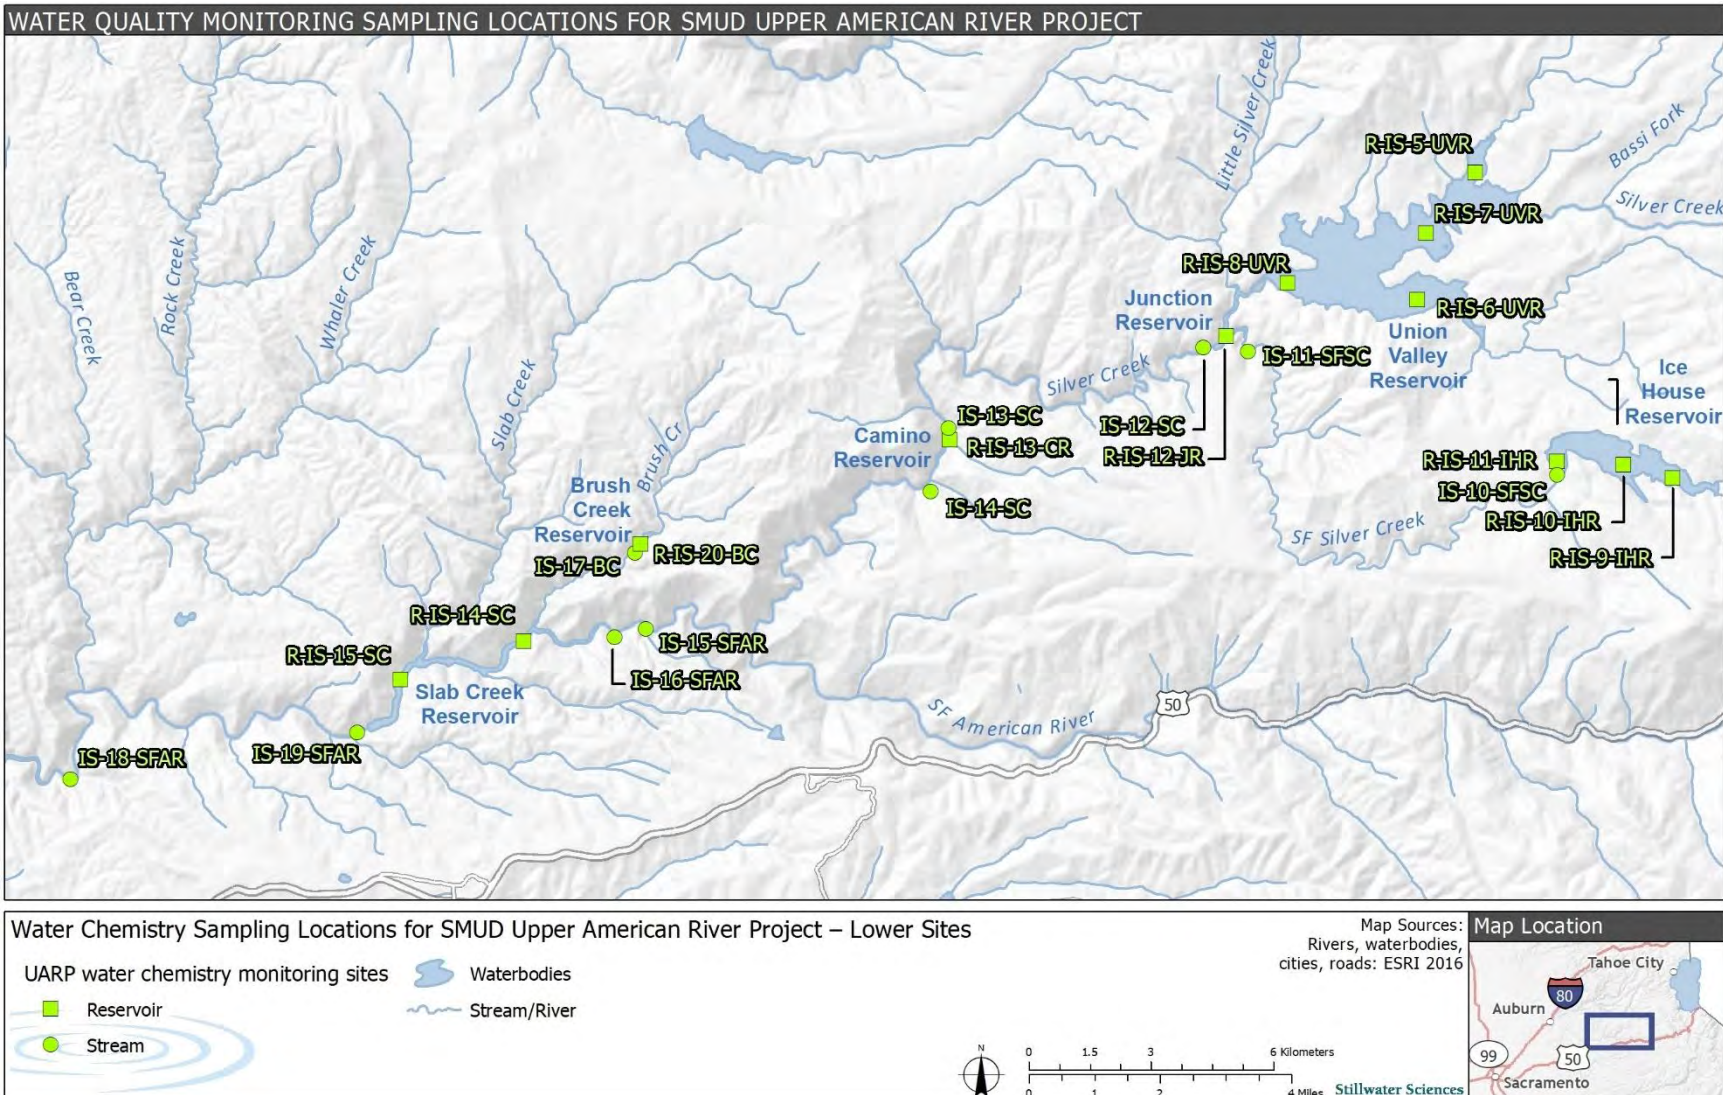 WATER QUALITY MONITORING SAMPLING LOCATIONS FOR SMUD UPPER AMERICAN RIVER PROJECT
Little Silver Creek
Bassi Fork
Silver Creek
R-IS-5-UVR
R-IS-7-UVR
R-IS-8-UVR
R-IS-6-UVR
Union
Valley
Reservoir
Junction
Reservoir
IS-11-SFSC
Ice
House
Reservoir
Bear Creek
Rock Creek
Whaler Creek
Slab Creek
Brush Cr
Silver Creek
IS-12-SC
R-IS-12-JR
IS-13-SC
R-IS-13-CR
Camino
Reservoir
IS-14-SC
R-IS-11-IHR
IS-10-SFSC
R-IS-10-IHR
R-IS-9-IHR
SF Silver Creek
Brush
Creek
Reservoir
IS-17-BC
R-IS-20-BC
R-IS-14-SC
IS-15-SFAR
IS-16-SFAR
R-IS-15-SC
Slab Creek
Reservoir
SF American River
50
IS-18-SFAR
IS-19-SFAR
Water Chemistry Sampling Locations for SMUD Upper American River Project – Lower Sites
UARP water chemistry monitoring sites
Reservoir
Stream
Waterbodies
Stream/River
N
0 1.5 3 6 Kilometers
0 1 2 4 Miles
Map Sources:
Rivers, waterbodies,
cities, roads: ESRI 2016
Stillwater Sciences
Map Location
Tahoe City
80
Auburn
99
50
Sacramento